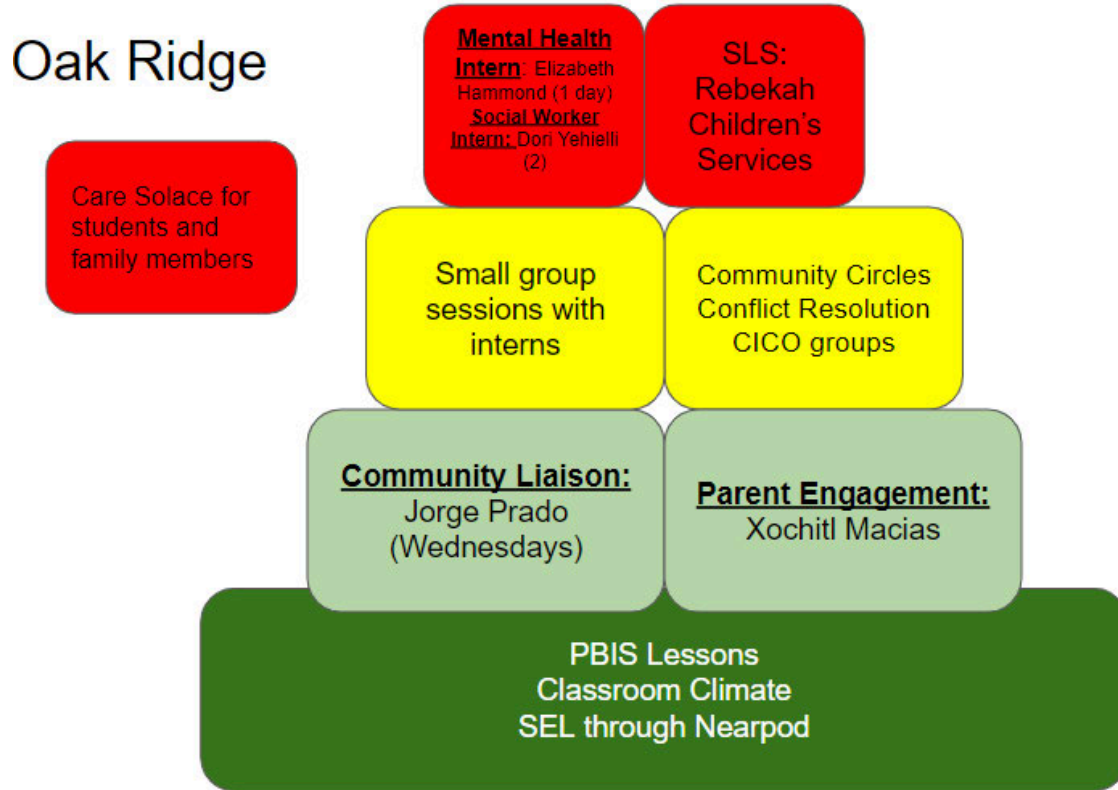 Oak Ridge
Mental Health
Intern: Elizabeth
Hammond (1 day)
Social Worker
Intern: Dori Yehielli
(2)
SLS:
Rebekah
Children's
Services
Care Solace for
students and
family members
Small group
sessions with
interns
Community Circles
Conflict Resolution
CICO groups
Community Liaison:
Jorge Prado
(Wednesdays)
Parent Engagement:
Xochitl Macias
PBIS Lessons
Classroom Climate
SEL through Nearpod